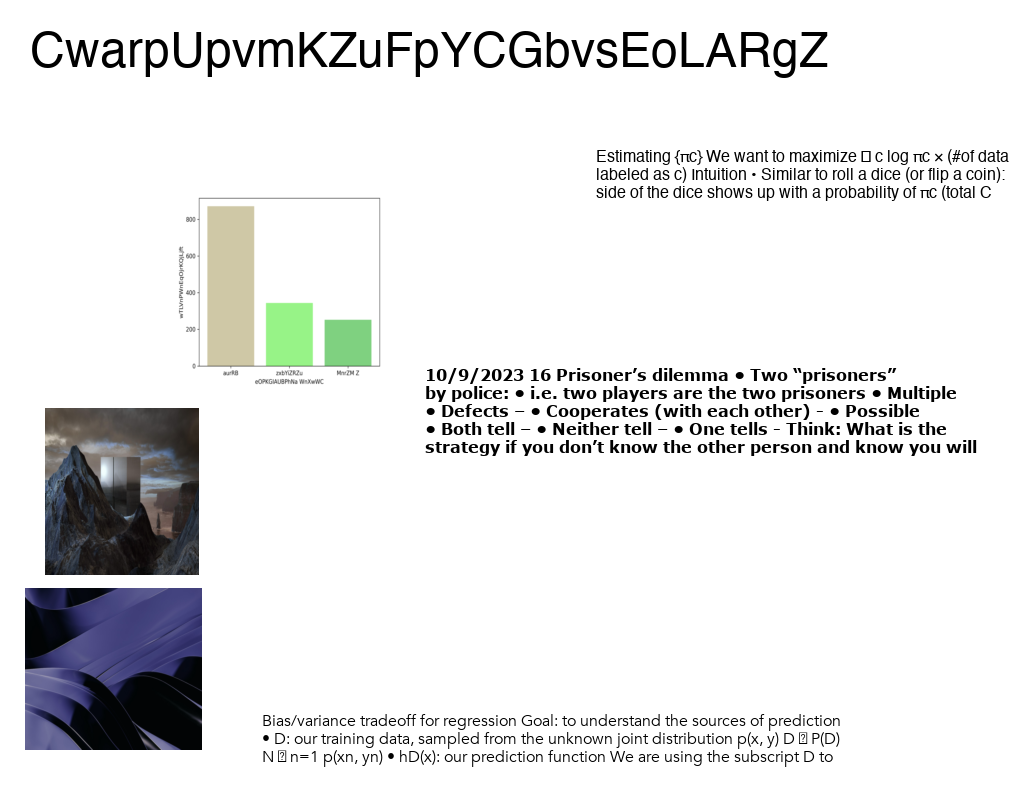 CwarpUpvmKZuFpYCGbvsEoLARgZ
Estimating {πc} We want to maximize c log πc × (#of data
labeled as c) Intuition • Similar to roll a dice (or flip a coin):
side of the dice shows up with a probability of πc (total C
800
600
400
200
0
aurRB
zxbYlZRZu
MnrZM Z
eOPKGIAUBPhNa WnXwWC
10/9/2023 16 Prisoner’s dilemma • Two “prisoners”
by police: • i.e. two players are the two prisoners • Multiple
• Defects – • Cooperates (with each other) - • Possible
• Both tell – • Neither tell – • One tells - Think: What is the
strategy if you don’t know the other person and know you will
Bias/variance tradeoff for regression Goal: to understand the sources of prediction
• D: our training data, sampled from the unknown joint distribution p(x, y) D P(D)
N n=1 p(xn, yn) • hD(x): our prediction function We are using the subscript D to